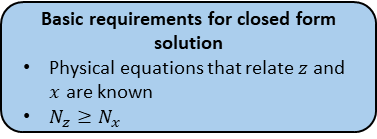 Basic requirements for closed form
solution
• Physical equations that relate z and
x are known
• N_z ≥ N_x